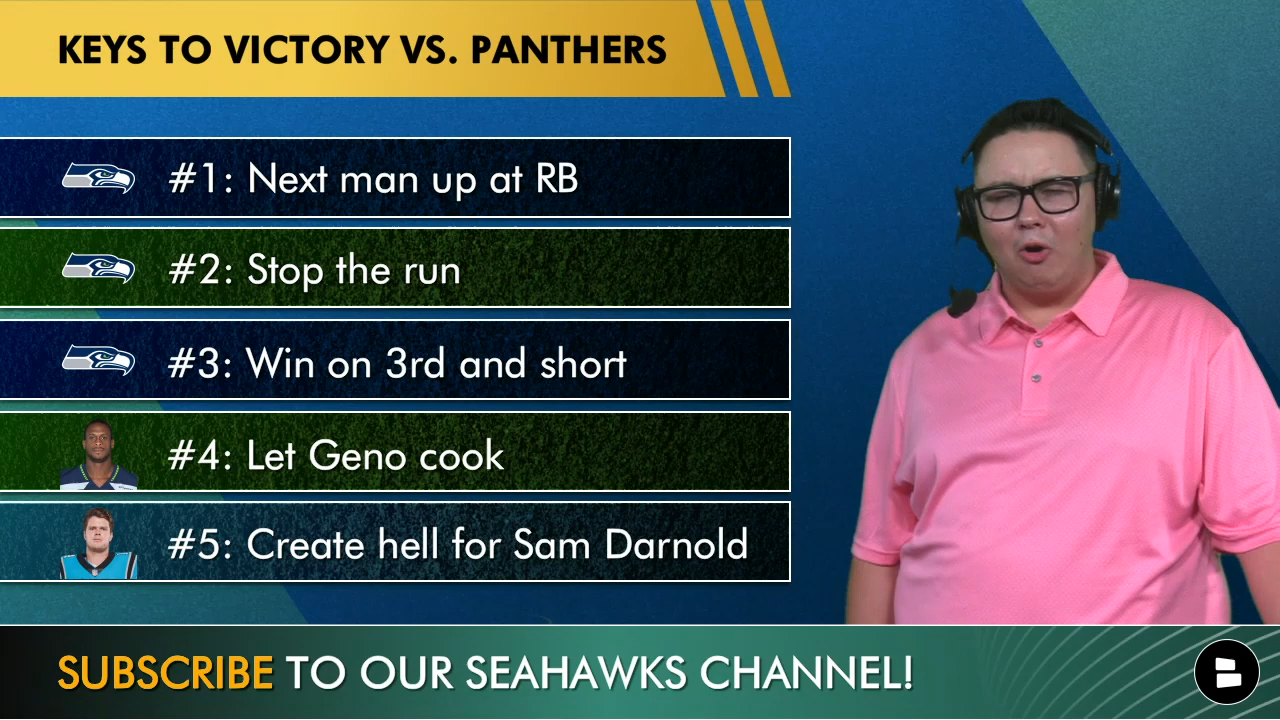 KEYS TO VICTORY VS. PANTHERS
#1: Next man up at RB
#2: Stop the run
#3: Win on 3rd and short
#4: Let Geno cook
#5: Create hell for Sam Darnold
SUBSCRIBE TO OUR SEAHAWKS CHANNEL!